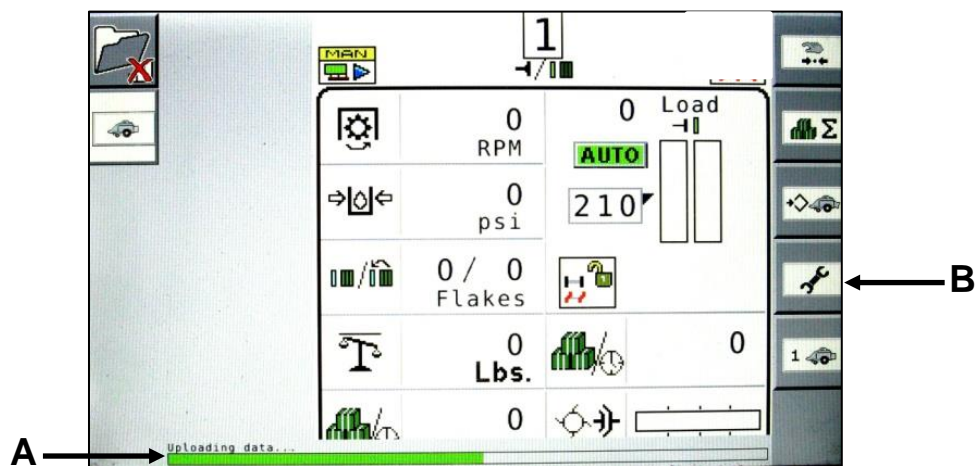 1
MAN
0
RPM
0
Load
AUTO
0
psi
210
0 / 0
Flakes
0
Lbs.
0
1
0
B
A
Uploading data...